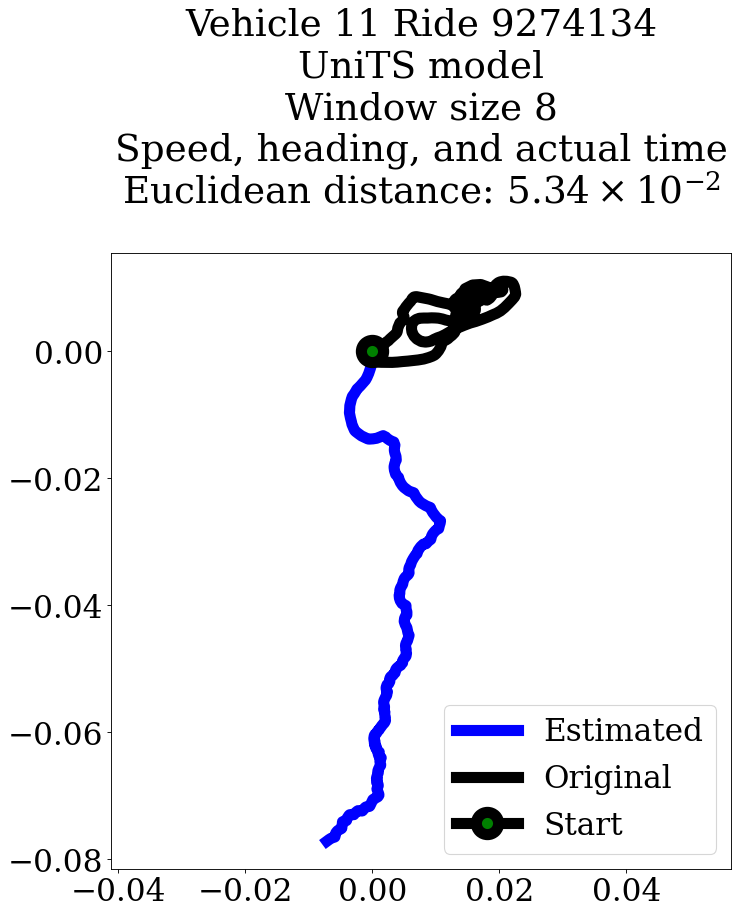 Vehicle 11 Ride 9274134
UniTS model
Window size 8
Speed, heading, and actual time
Euclidean distance: 5.34 × 10⁻²
0.00
−0.02
−0.04
−0.06
−0.08
−0.04
−0.02
0.00
0.02
0.04
Estimated
Original
Start